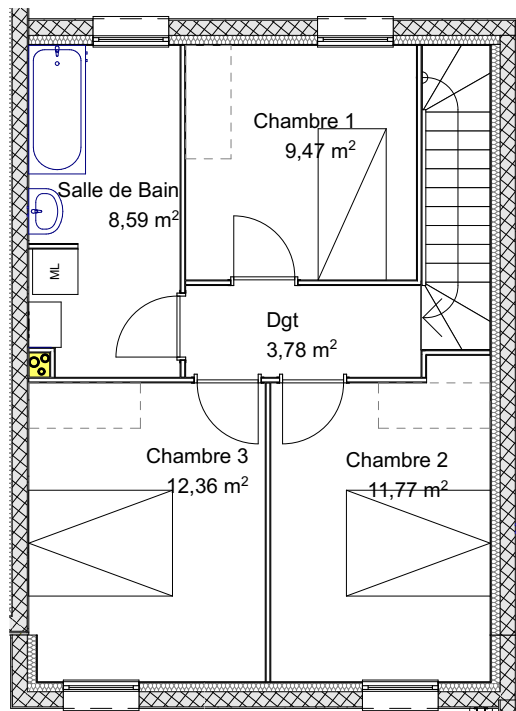 Chambre 1
9,47 m²
Salle de Bain
8,59 m²
ML
Dgt
3,78 m²
Chambre 3
12,36 m²
Chambre 2
11,77 m²